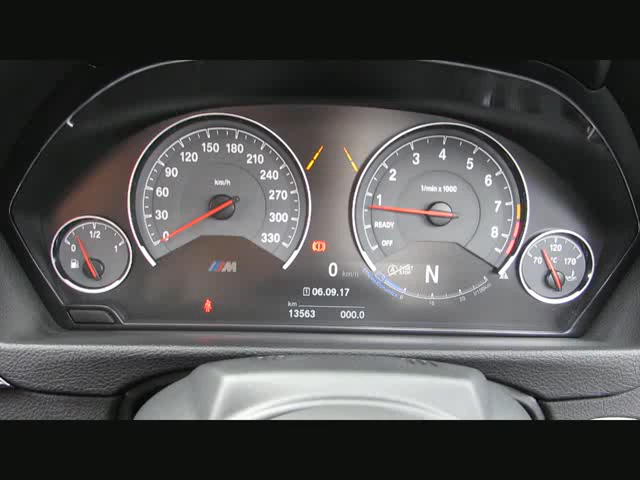 120 150 180 210
90 240
60 270
30 300
0 330
km/h
3 4 5
2 6
1 7
8
1/min x 1000
READY
OFF
0 1/2 1
70 120 170
M
0 km/h
N
06.09.17
km
13563 000.0